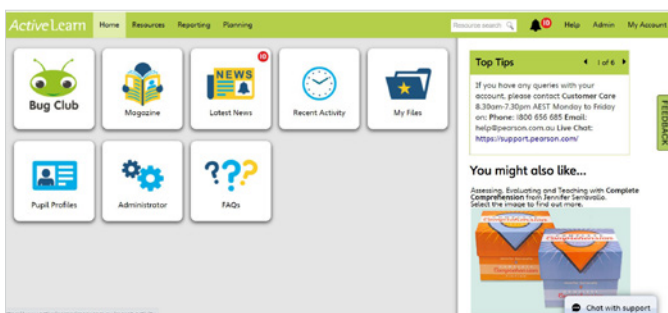 ActiveLearn
Home Resources Reporting Planning
Resource search
10
Help Admin My Account
Bug Club
Magazine
NEWS
10
Latest News
Recent Activity
My Files
Pupil Profiles
Administrator
???
FAQs
Top Tips
1 of 6
If you have any queries with your
account, please contact Customer Care
8.30am-7.30pm AEST Monday to Friday
on: Phone: 1800 656 685 Email:
help@pearson.com.au Live Chat:
https://support.pearson.com/
FEEDBACK
You might also like...
Assessing, Evaluating and Teaching with Complete
Comprehension from Jennifer Serravallo.
Select the image to find out more.
Comprehension
Chat with support